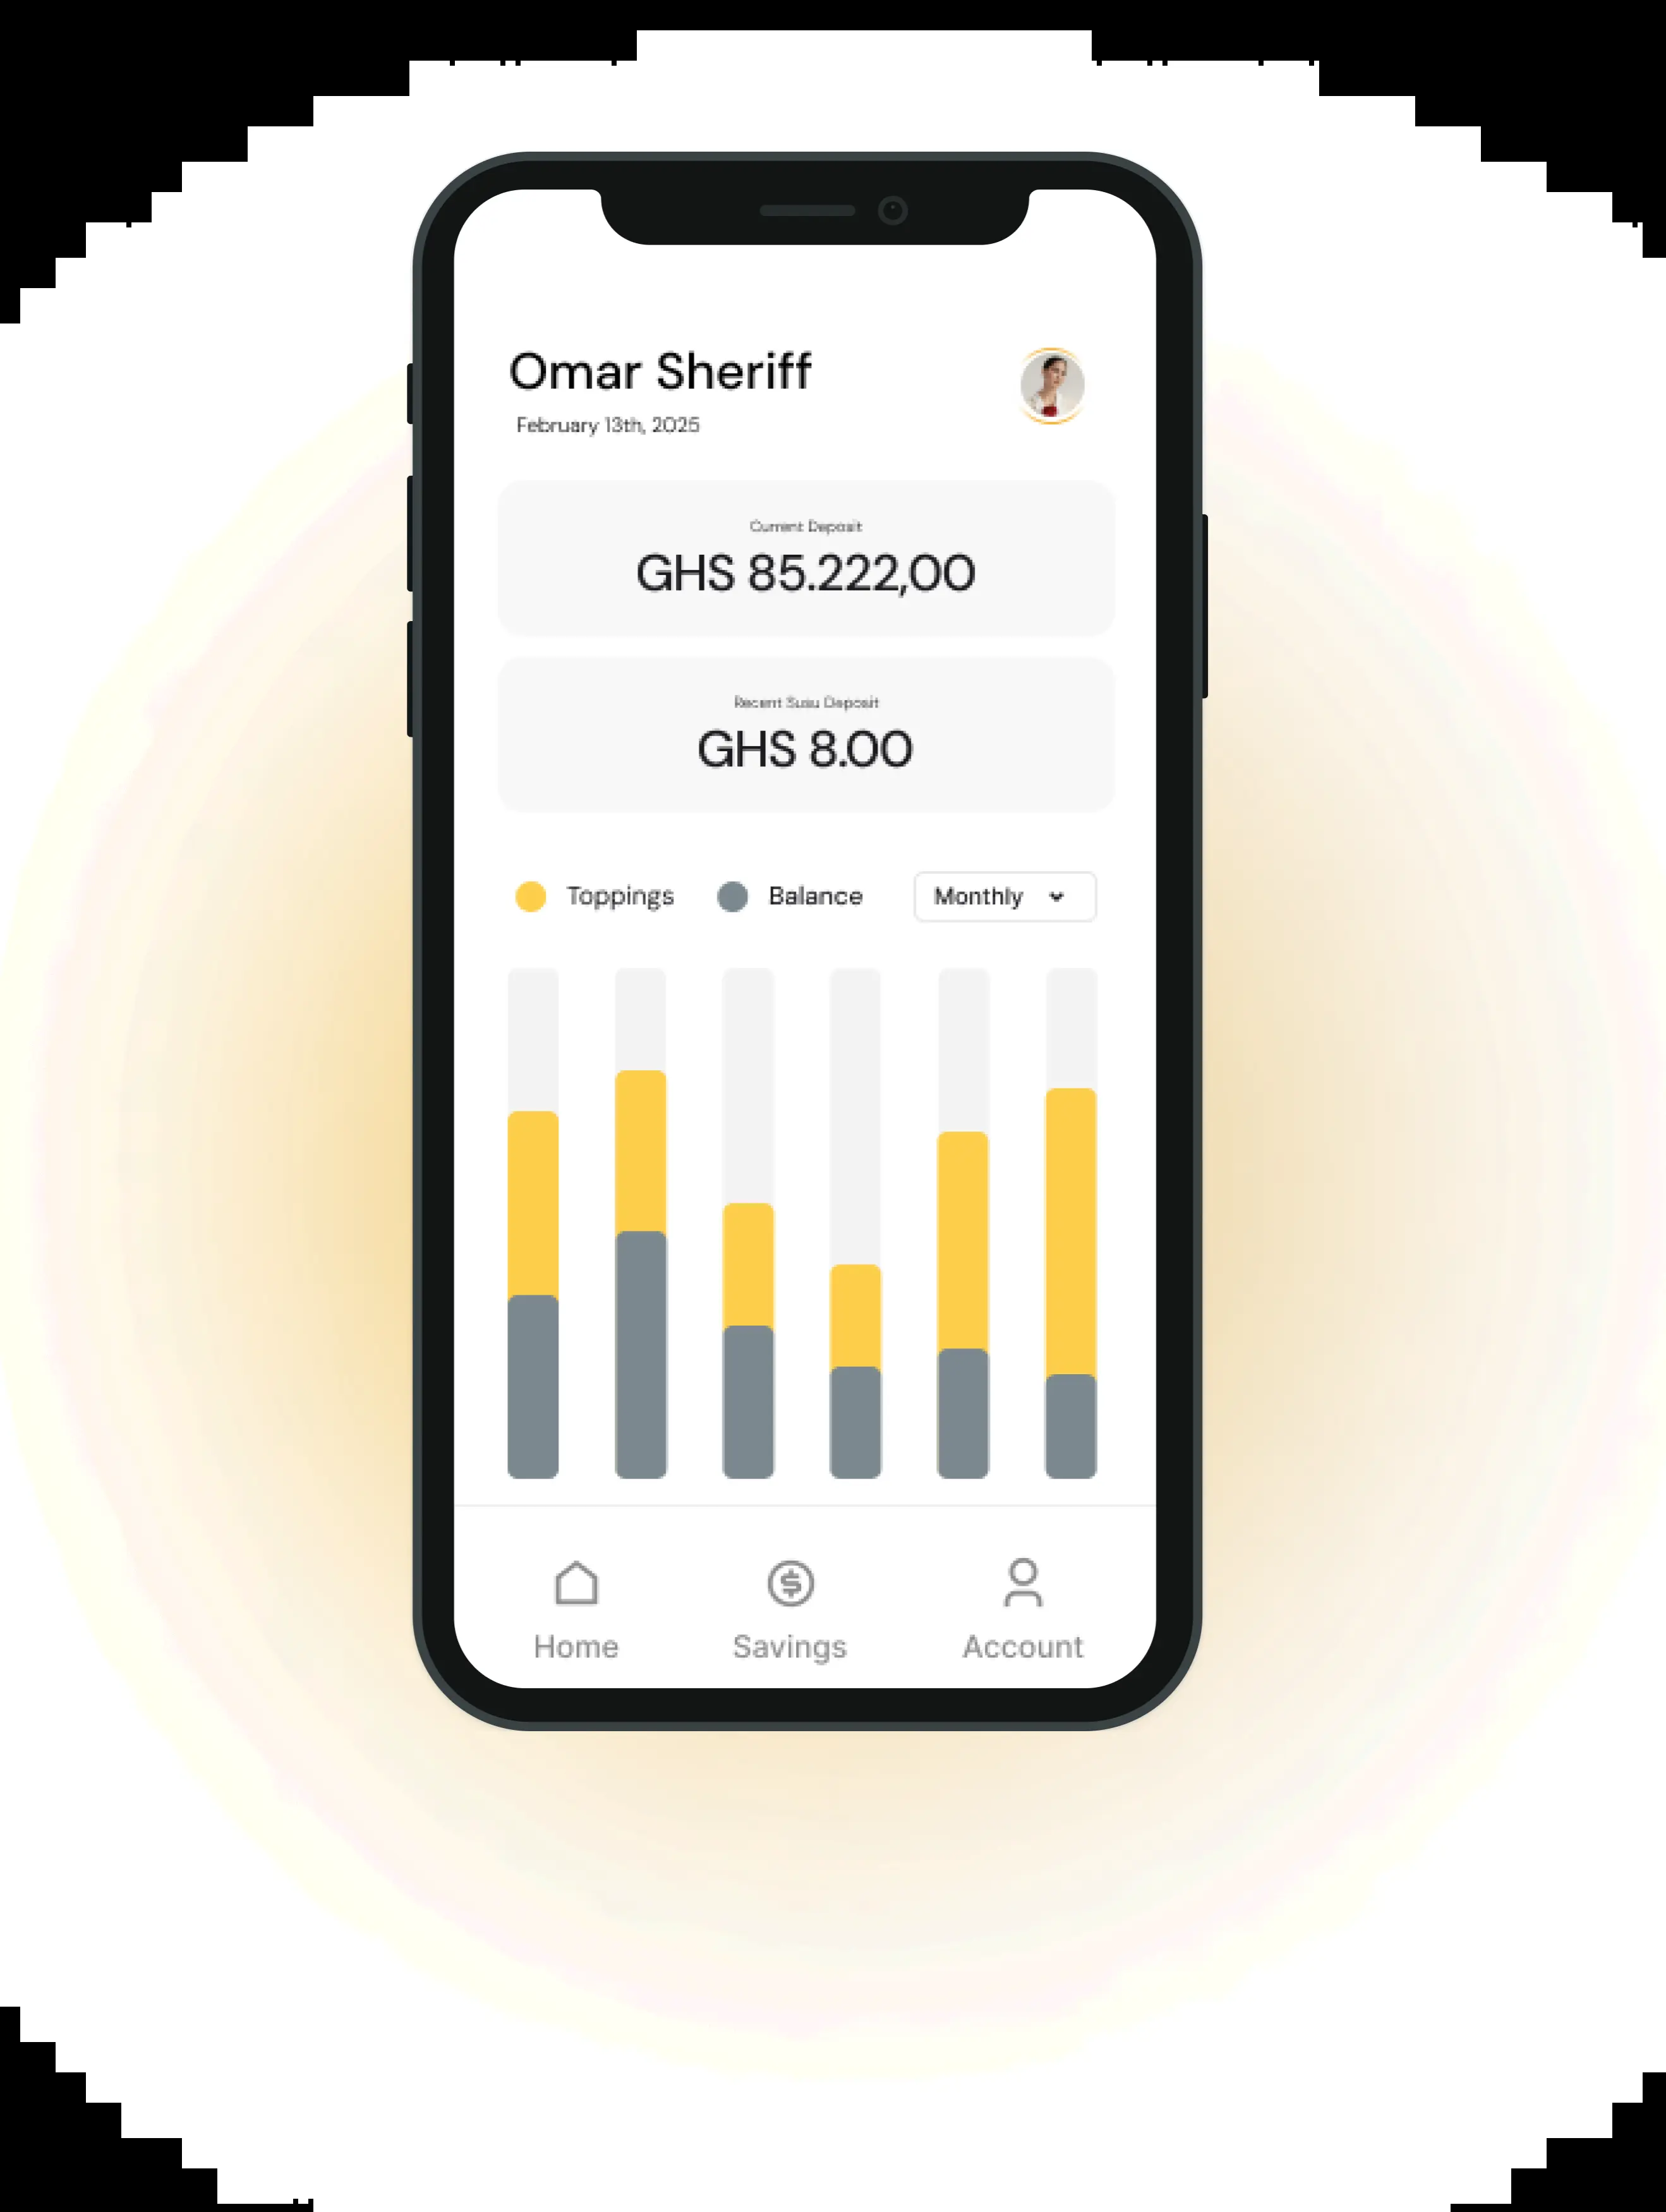 Omar Sheriff
February 13th, 2025
Current Deposit
GHS 85.222,00
Recent Susu Deposit
GHS 8.00
Toppings Balance Monthly
Home Savings Account